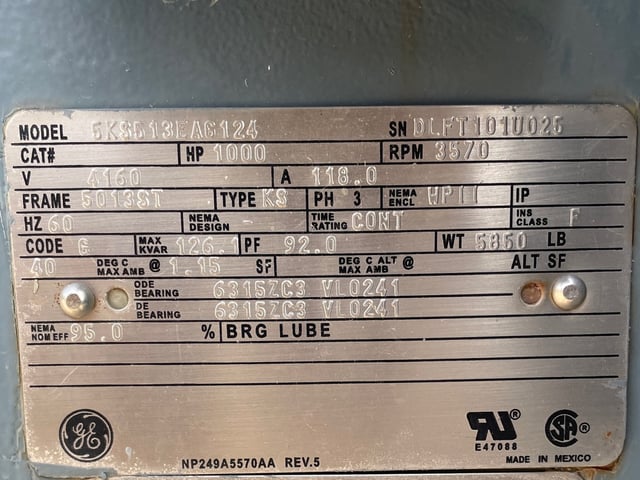 MODEL 5KS513EAG124 SN DLFT101U025
CAT# HP 1000 RPM 3570
V 4160 A 118.0
FRAME 5013ST TYPE KS PH 3 NEMA ENCL WPII IP
HZ 60 NEMA DESIGN TIME RATING CONT INS CLASS F
CODE G MAX KVAR 126.1 PF 92.0 WT 5850 LB
40 DEG C MAX AMB @ 1.15 SF DEG C ALT MAX AMB @ ALT SF
ODE BEARING 6315ZC3 VL0241
DE BEARING 6315ZC3 VL0241
NEMA NOM EFF 95.0 % BRG LUBE
GE
RU ®
E47088
SA ®
NP249A5570AA REV.5 MADE IN MEXICO